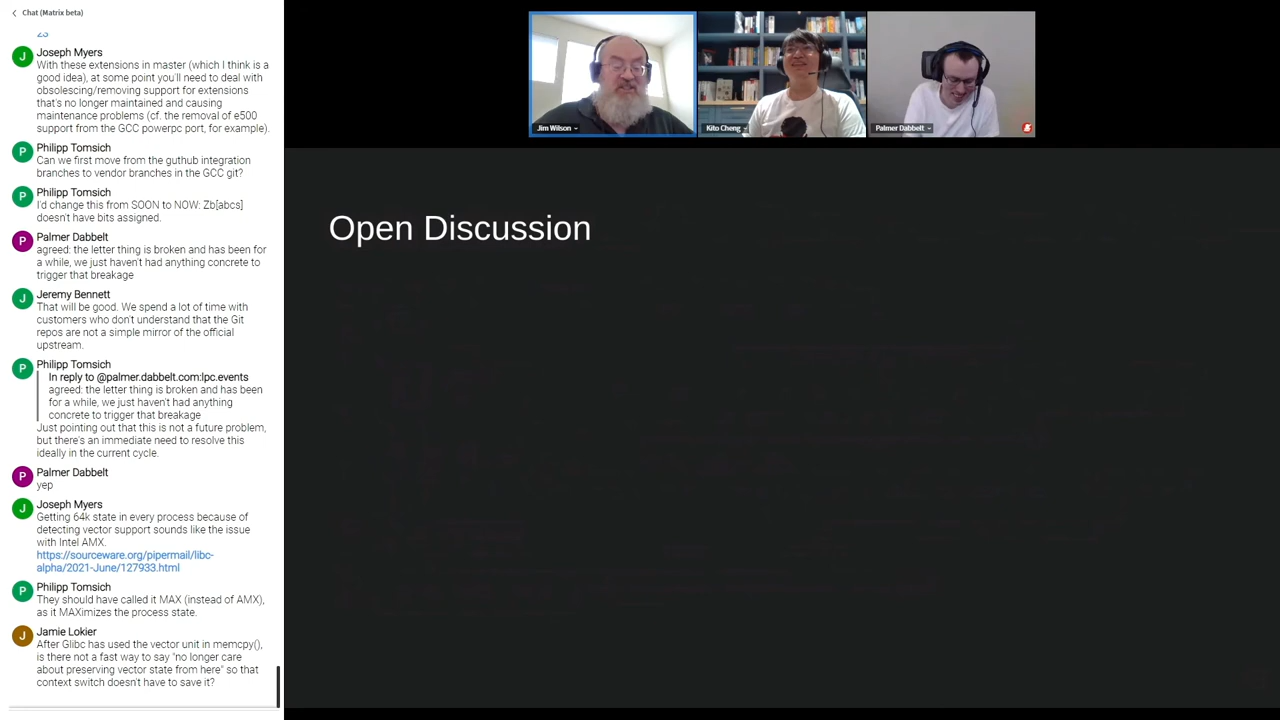 Chat (Matrix beta)
23
Joseph Myers
With these extensions in master (which I think is a
good idea), at some point you'll need to deal with
obsolescing/removing support for extensions
that's no longer maintained and causing
maintenance problems (cf. the removal of e500
support from the GCC powerpc port, for example).
Philipp Tomsich
Can we first move from the guthub integration
branches to vendor branches in the GCC git?
Philipp Tomsich
I'd change this from SOON to NOW: Zb[abcs]
doesn't have bits assigned.
Palmer Dabbelt
agreed: the letter thing is broken and has been for
a while, we just haven't had anything concrete to
trigger that breakage
Jeremy Bennett
That will be good. We spend a lot of time with
customers who don't understand that the Git
repos are not a simple mirror of the official
upstream.
Philipp Tomsich
In reply to @palmer.dabbelt.com:lpc.events
agreed: the letter thing is broken and has been
for a while, we just haven't had anything
concrete to trigger that breakage
Just pointing out that this is not a future problem,
but there's an immediate need to resolve this
ideally in the current cycle.
Palmer Dabbelt
yep
Joseph Myers
Getting 64k state in every process because of
detecting vector support sounds like the issue
with Intel AMX.
https://sourceware.org/pipermail/libc-
alpha/2021-June/127933.html
Philipp Tomsich
They should have called it MAX (instead of AMX),
as it MAXimizes the process state.
Jamie Lokier
After Glibc has used the vector unit in memcpy(),
is there not a fast way to say "no longer care
about preserving vector state from here" so that
context switch doesn't have to save it?
J
P
P
P
J
P
P
J
P
J
Jim Wilson
Kito Cheng
Palmer Dabbelt
Open Discussion